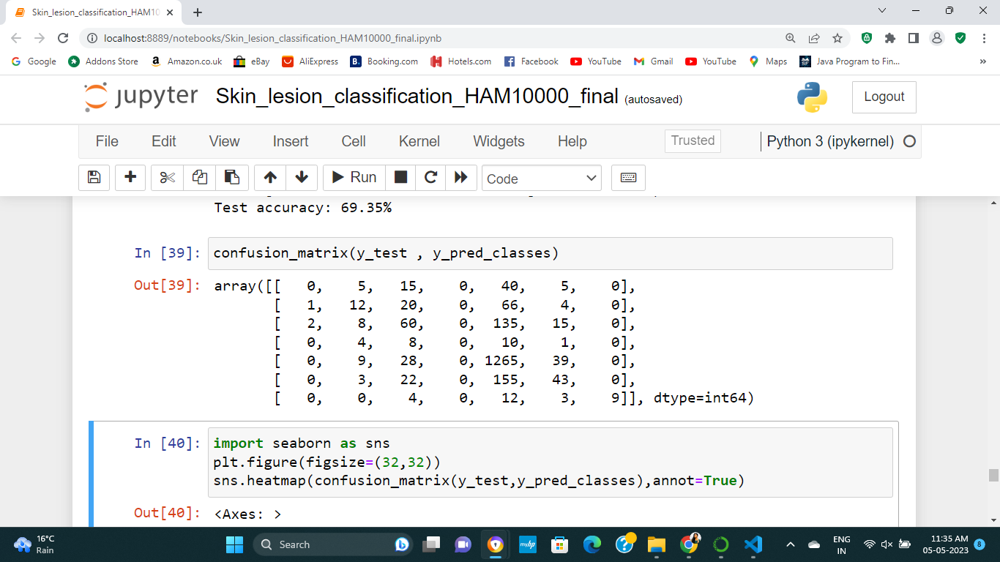 Skin_lesion_classification_HAM10
localhost:8889/notebooks/Skin_lesion_classification_HAM10000_final.ipynb
Google Addons Store Amazon.co.uk eBay AliExpress Booking.com Hotels.com Facebook YouTube Gmail YouTube Maps Java Program to Fin...
jupyter Skin_lesion_classification_HAM10000_final (autosaved) Logout
File Edit View Insert Cell Kernel Widgets Help Trusted Python 3 (ipykernel)
Run Code
Test accuracy: 69.35%
In [39]: confusion_matrix(y_test , y_pred_classes)
Out[39]: array([[ 0, 5, 15, 0, 40, 5, 0],
[ 1, 12, 20, 0, 66, 4, 0],
[ 2, 8, 60, 0, 135, 15, 0],
[ 0, 4, 8, 0, 10, 1, 0],
[ 0, 9, 28, 0, 1265, 39, 0],
[ 0, 3, 22, 0, 155, 43, 0],
[ 0, 0, 4, 0, 12, 3, 9]], dtype=int64)
In [40]: import seaborn as sns
plt.figure(figsize=(32,32))
sns.heatmap(confusion_matrix(y_test,y_pred_classes),annot=True)
Out[40]: <Axes: >
16°C
Rain
Search
myhp
ENG
IN
11:35 AM
05-05-2023
8